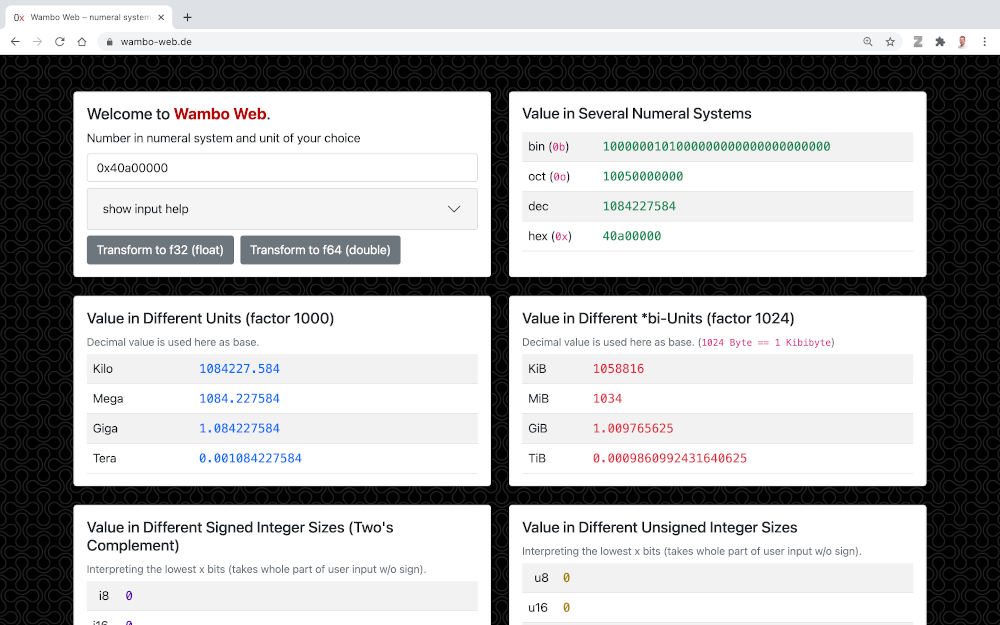 0x Wambo Web – numeral system
wambo-web.de
Welcome to Wambo Web.
Number in numeral system and unit of your choice
0x40a00000
show input help
Transform to f32 (float) Transform to f64 (double)
Value in Several Numeral Systems
bin (0b) 1000000101000000000000000000000
oct (0o) 10050000000
dec 1084227584
hex (0x) 40a00000
Value in Different Units (factor 1000)
Decimal value is used here as base.
Kilo 1084227.584
Mega 1084.227584
Giga 1.084227584
Tera 0.001084227584
Value in Different *bi-Units (factor 1024)
Decimal value is used here as base. (1024 Byte == 1 Kibibyte)
KiB 1058816
MiB 1034
GiB 1.009765625
TiB 0.0009860992431640625
Value in Different Signed Integer Sizes (Two's
Complement)
Interpreting the lowest x bits (takes whole part of user input w/o sign).
i8 0
i16 0
Value in Different Unsigned Integer Sizes
Interpreting the lowest x bits (takes whole part of user input w/o sign).
u8 0
u16 0